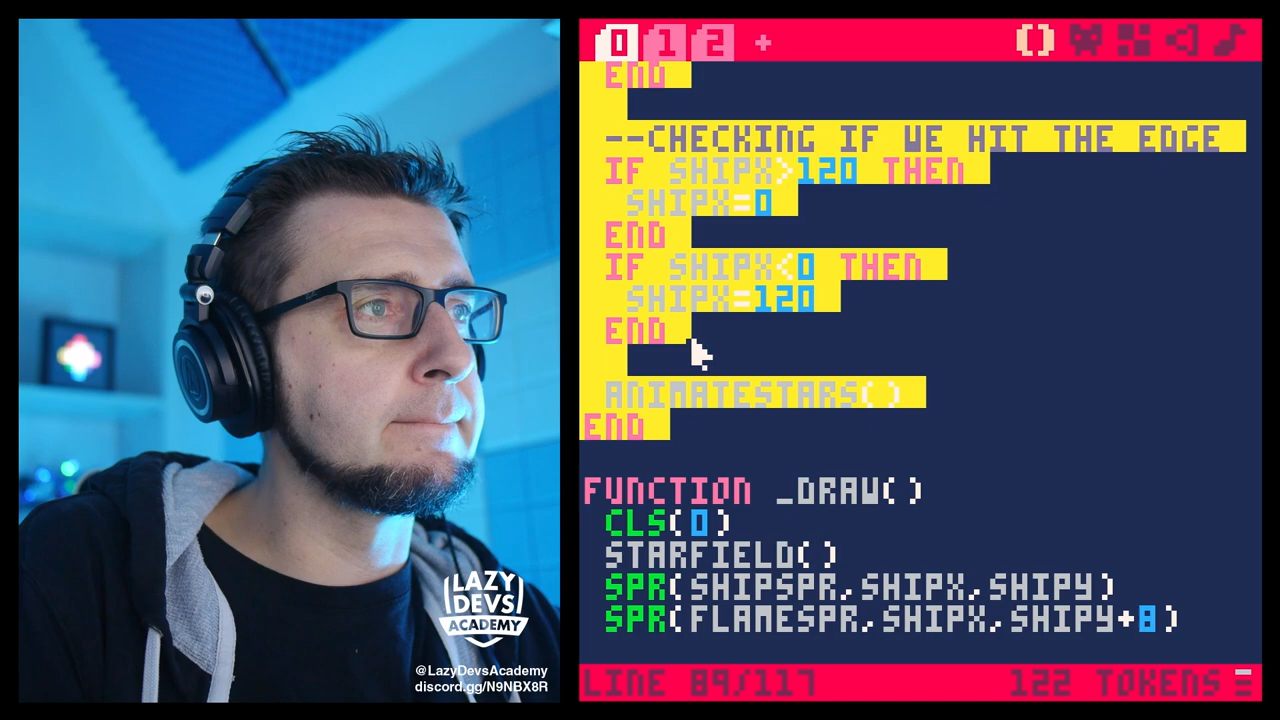 LAZY
DEVS
ACADEMY
@LazyDevsAcademy
discord.gg/N9NBX8R
0 1 2 +
END
--CHECKING IF WE HIT THE EDGE
IF SHIPX>120 THEN
SHIPX=0
END
IF SHIPX<0 THEN
SHIPX=120
END
ANIMATESTARS()
END
FUNCTION _DRAW()
CLS(0)
STARFIELD()
SPR(SHIPSPR,SHIPX,SHIPY)
SPR(FLAMESPR,SHIPX,SHIPY+8)
LINE 89/117 122 TOKENS